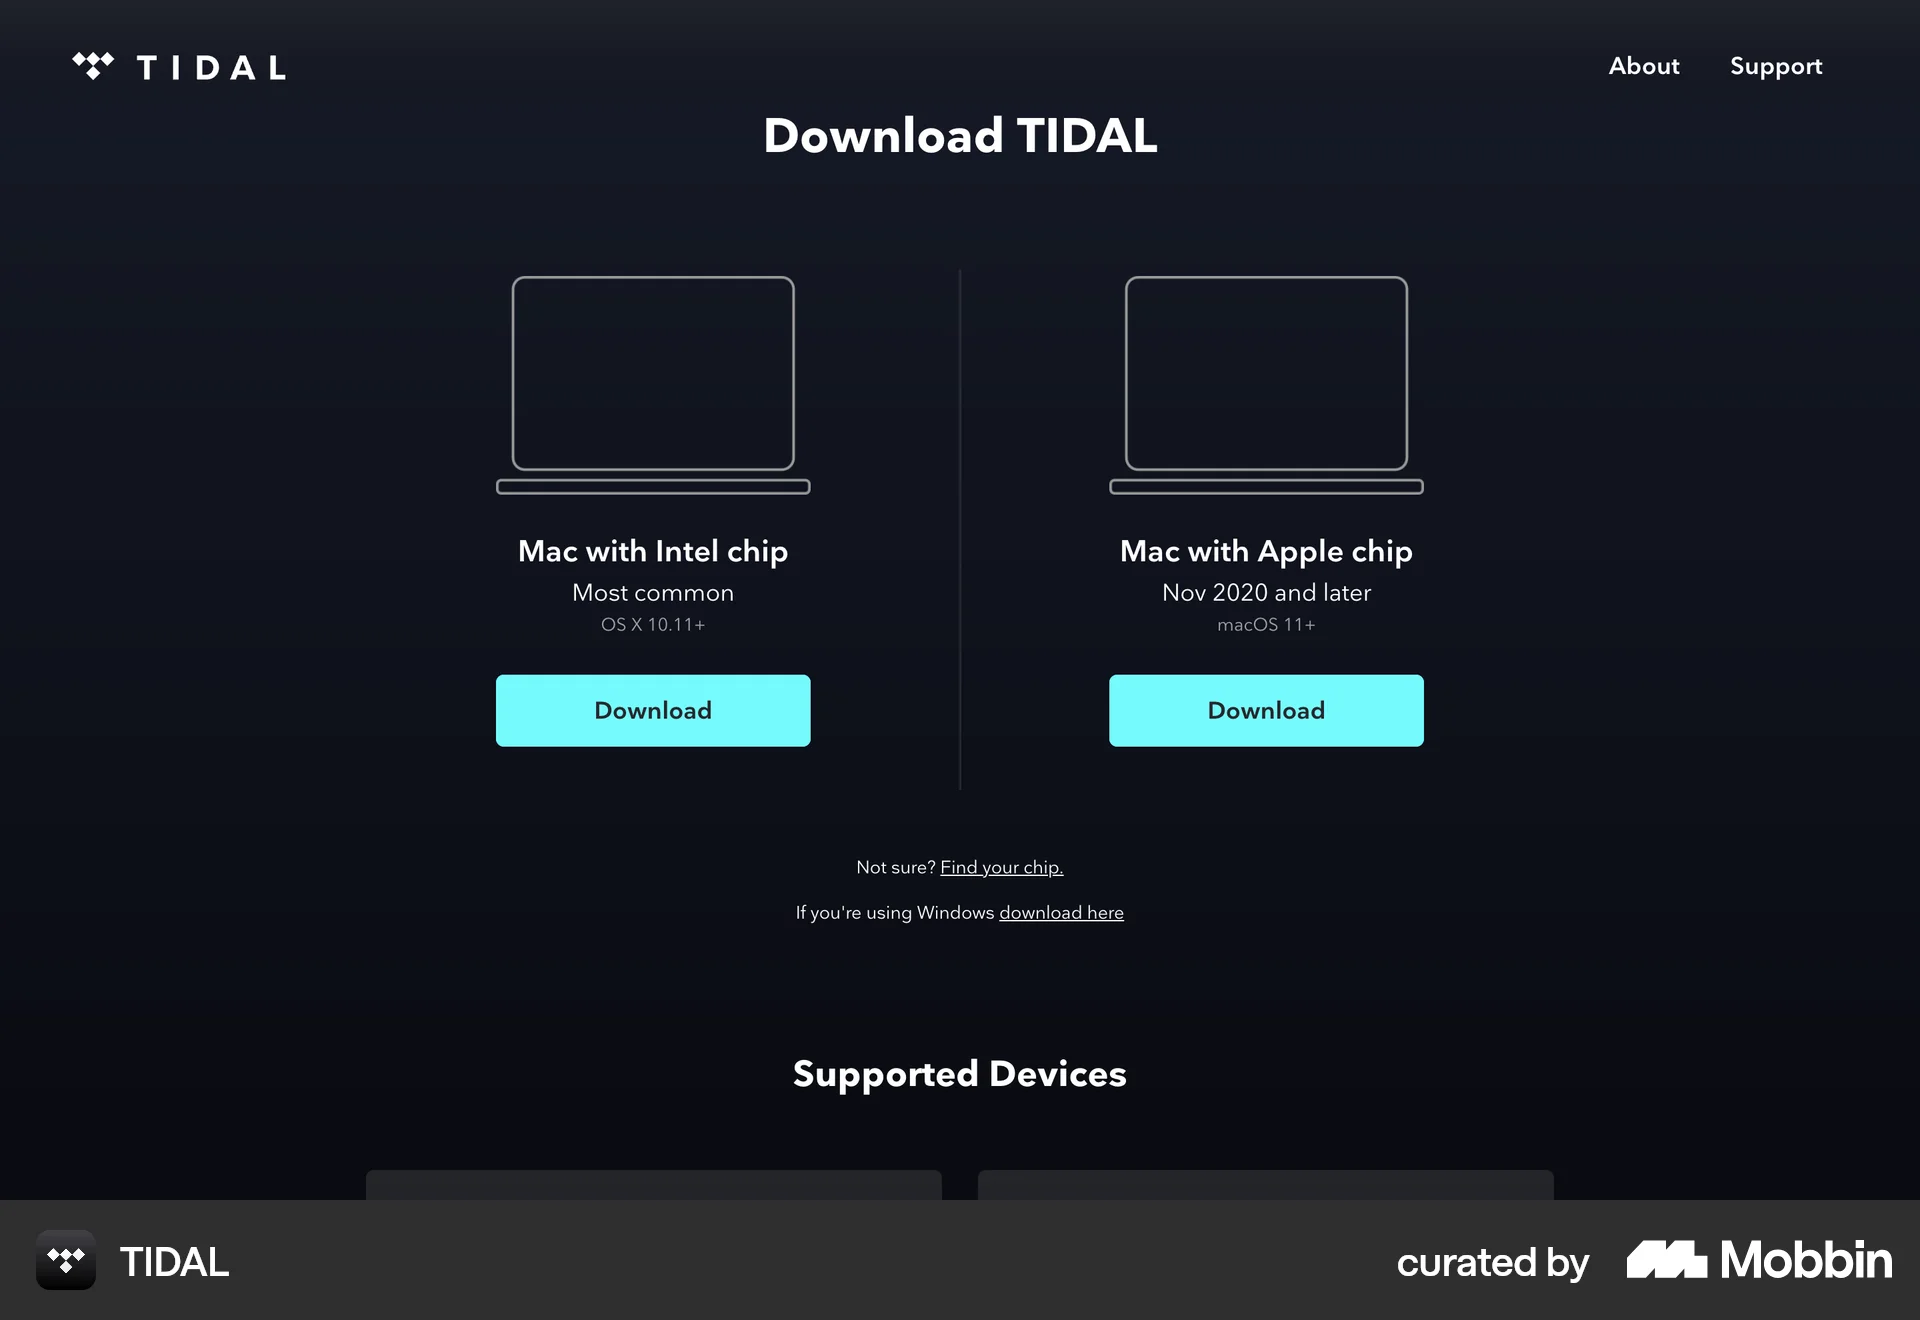 TIDAL
About
Support
Download TIDAL
Mac with Intel chip
Most common
OS X 10.11+
Download
Mac with Apple chip
Nov 2020 and later
macOS 11+
Download
Not sure? Find your chip.
If you're using Windows download here
Supported Devices
TIDAL
curated by Mobbin